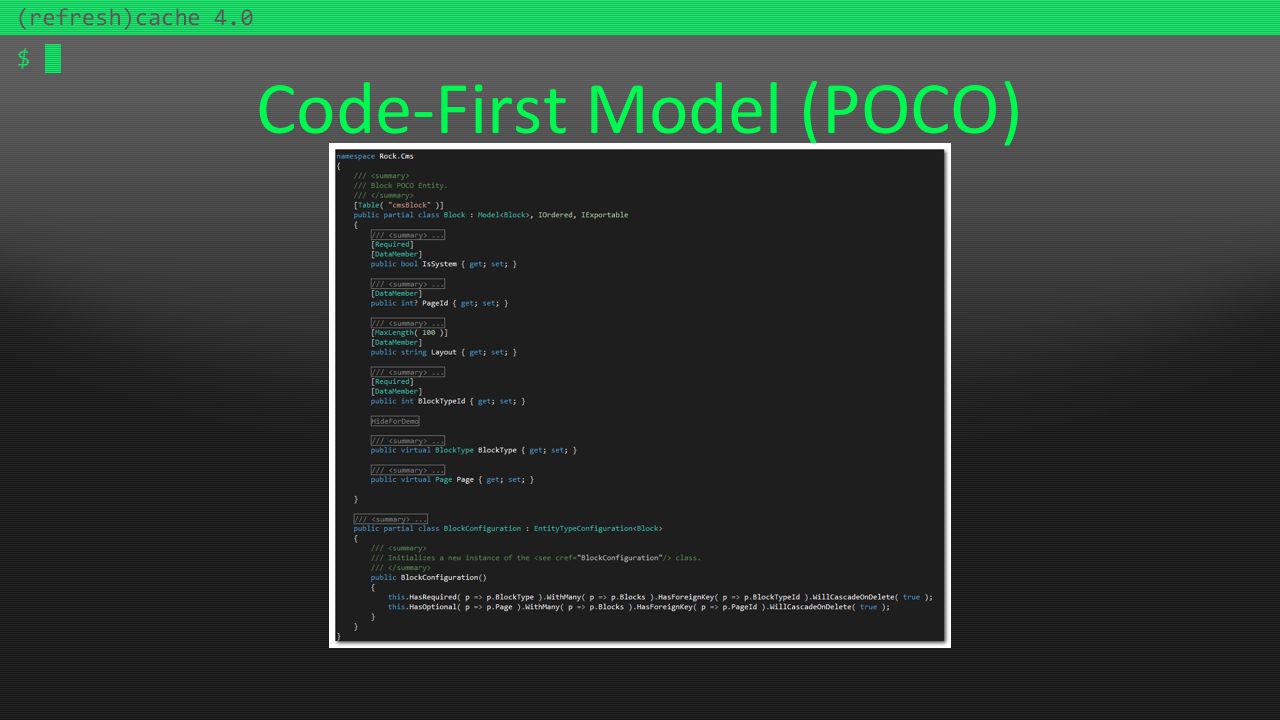 (refresh)cache 4.0
$
Code-First Model (POCO)
namespace Rock.Cms
{
/// <summary>
/// Block POCO Entity.
/// </summary>
[Table( "cmsBlock" )]
public partial class Block : Model<Block>, IOrdered, IExportable
{
/// <summary> ...
[Required]
[DataMember]
public bool IsSystem { get; set; }
/// <summary> ...
[DataMember]
public int? PageId { get; set; }
/// <summary> ...
[MaxLength( 100 )]
[DataMember]
public string Layout { get; set; }
/// <summary> ...
[Required]
[DataMember]
public int BlockTypeId { get; set; }
HideForDemo
/// <summary> ...
public virtual BlockType BlockType { get; set; }
/// <summary> ...
public virtual Page Page { get; set; }
}
/// <summary> ...
public partial class BlockConfiguration : EntityTypeConfiguration<Block>
{
/// <summary>
/// Initializes a new instance of the <see cref="BlockConfiguration"/> class.
/// </summary>
public BlockConfiguration()
{
this.HasRequired( p => p.BlockType ).WithMany( p => p.Blocks ).HasForeignKey( p => p.BlockTypeId ).WillCascadeOnDelete( true );
this.HasOptional( p => p.Page ).WithMany( p => p.Blocks ).HasForeignKey( p => p.PageId ).WillCascadeOnDelete( true );
}
}
}